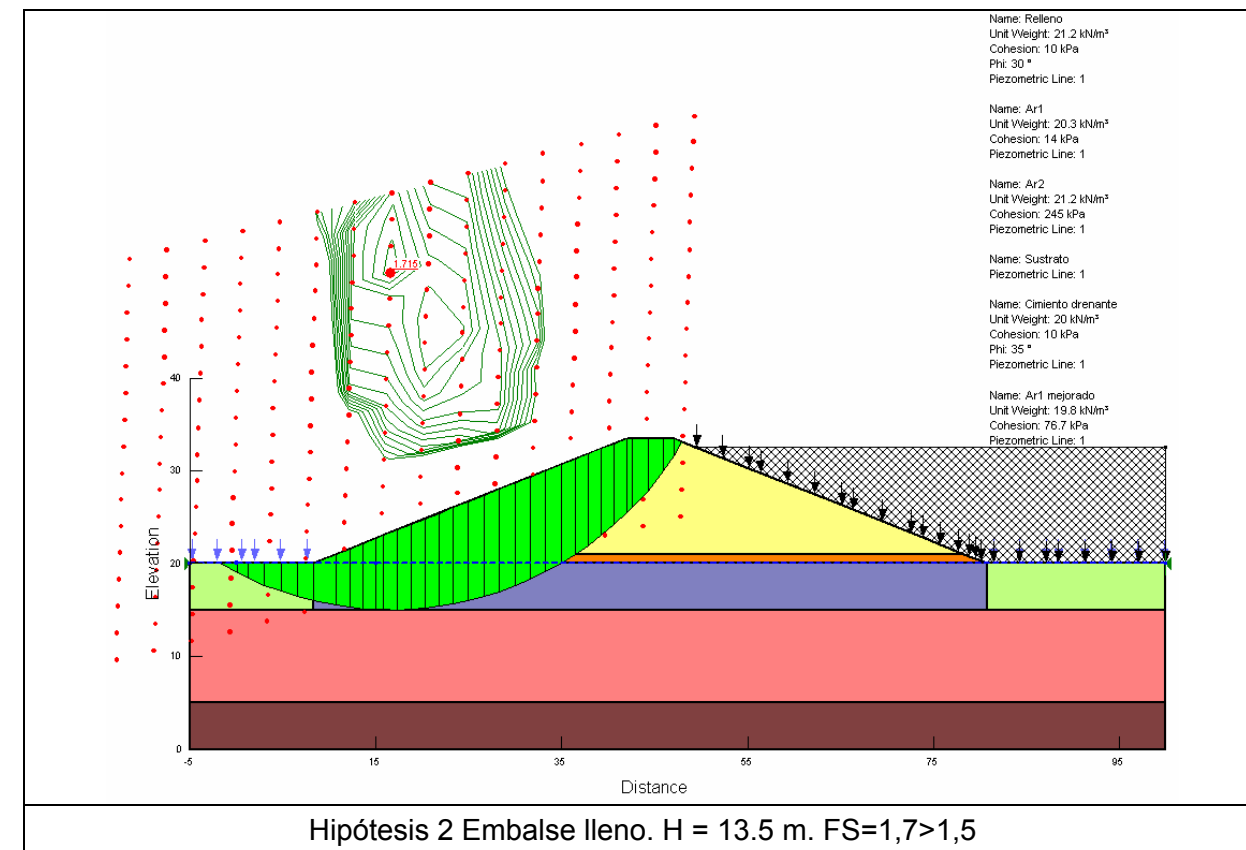 Name: Relleno
Unit Weight: 21.2 kN/m³
Cohesion: 10 kPa
Phi: 30 °
Piezometric Line: 1
Name: Ar1
Unit Weight: 20.3 kN/m³
Cohesion: 14 kPa
Piezometric Line: 1
Name: Ar2
Unit Weight: 21.2 kN/m³
Cohesion: 245 kPa
Piezometric Line: 1
Name: Sustrato
Piezometric Line: 1
Name: Cimiento drenante
Unit Weight: 20 kN/m³
Cohesion: 10 kPa
Phi: 35 °
Piezometric Line: 1
Name: Ar1 mejorado
Unit Weight: 19.8 kN/m³
Cohesion: 76.7 kPa
Piezometric Line: 1
1.715
40
30
20
10
0
Elevation
-5 15 35 55 75 95
Distance
Hipótesis 2 Embalse lleno. H = 13.5 m. FS=1,7>1,5